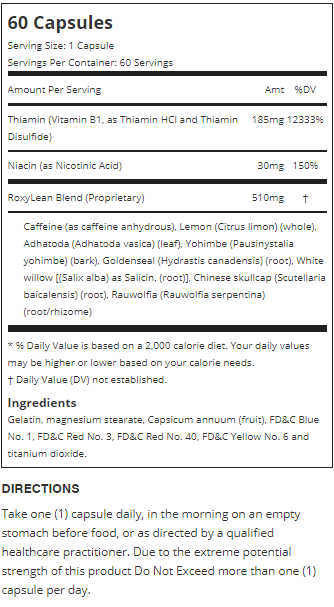 60 Capsules
Serving Size: 1 Capsule
Servings Per Container: 60 Servings
Amount Per Serving Amt %DV
Thiamin (Vitamin B1, as Thiamin HCl and Thiamin 185mg 12333%
Disulfide)
Niacin (as Nicotinic Acid) 30mg 150%
RoxyLean Blend (Proprietary) 510mg †
Caffeine (as caffeine anhydrous), Lemon (Citrus limon) (whole),
Adhatoda (Adhatoda vasica) (leaf), Yohimbe (Pausinystalia
yohimbe) (bark), Goldenseal (Hydrastis canadensis) (root), White
willow [(Salix alba) as Salicin, (root)], Chinese skullcap (Scutellaria
baicalensis) (root), Rauwolfia (Rauwolfia serpentina)
(root/rhizome)
* % Daily Value is based on a 2,000 calorie diet. Your daily values
may be higher or lower based on your calorie needs.
† Daily Value (DV) not established.
Ingredients
Gelatin, magnesium stearate, Capsicum annuum (fruit), FD&C Blue
No. 1, FD&C Red No. 3, FD&C Red No. 40, FD&C Yellow No. 6 and
titanium dioxide.
DIRECTIONS
Take one (1) capsule daily, in the morning on an empty
stomach before food, or as directed by a qualified
healthcare practitioner. Due to the extreme potential
strength of this product Do Not Exceed more than one (1)
capsule per day.